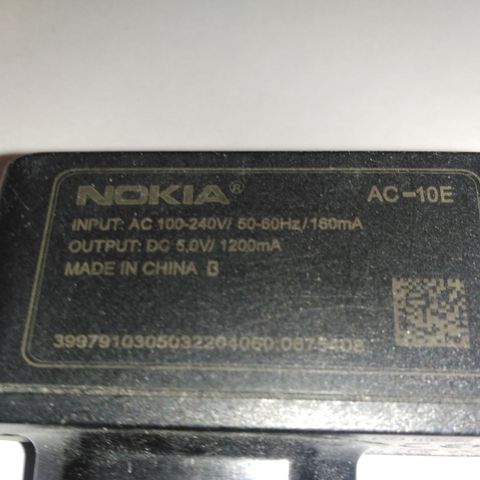 NOKIA® AC-10E
INPUT: AC 100-240V/ 50-60Hz/160mA
OUTPUT: DC 5.0V/ 1200mA
MADE IN CHINA B